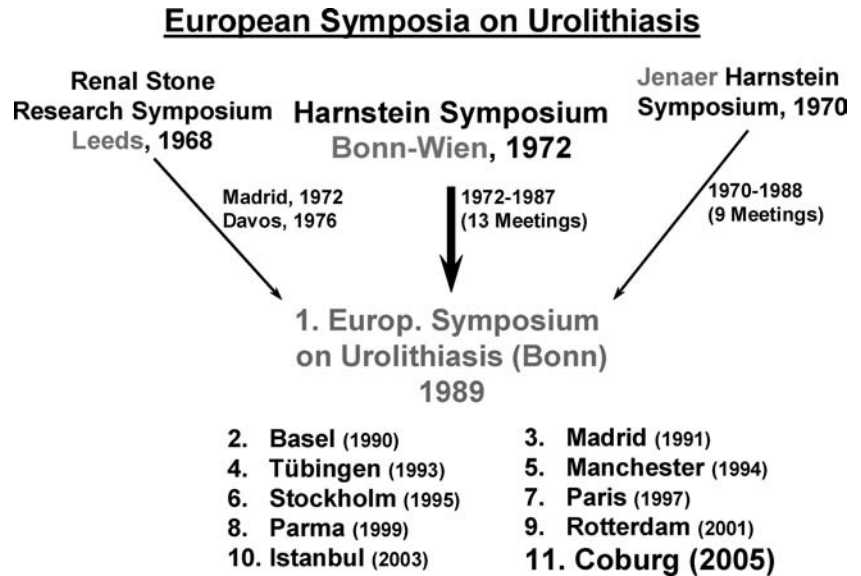 European Symposia on Urolithiasis
Renal Stone
Research Symposium
Leeds, 1968
Harnstein Symposium
Bonn-Wien, 1972
Jenaer Harnstein
Symposium, 1970
Madrid, 1972
Davos, 1976
1972-1987
(13 Meetings)
1970-1988
(9 Meetings)
1. Europ. Symposium
on Urolithiasis (Bonn)
1989
2. Basel (1990)
3. Madrid (1991)
4. Tübingen (1993)
5. Manchester (1994)
6. Stockholm (1995)
7. Paris (1997)
8. Parma (1999)
9. Rotterdam (2001)
10. Istanbul (2003)
11. Coburg (2005)